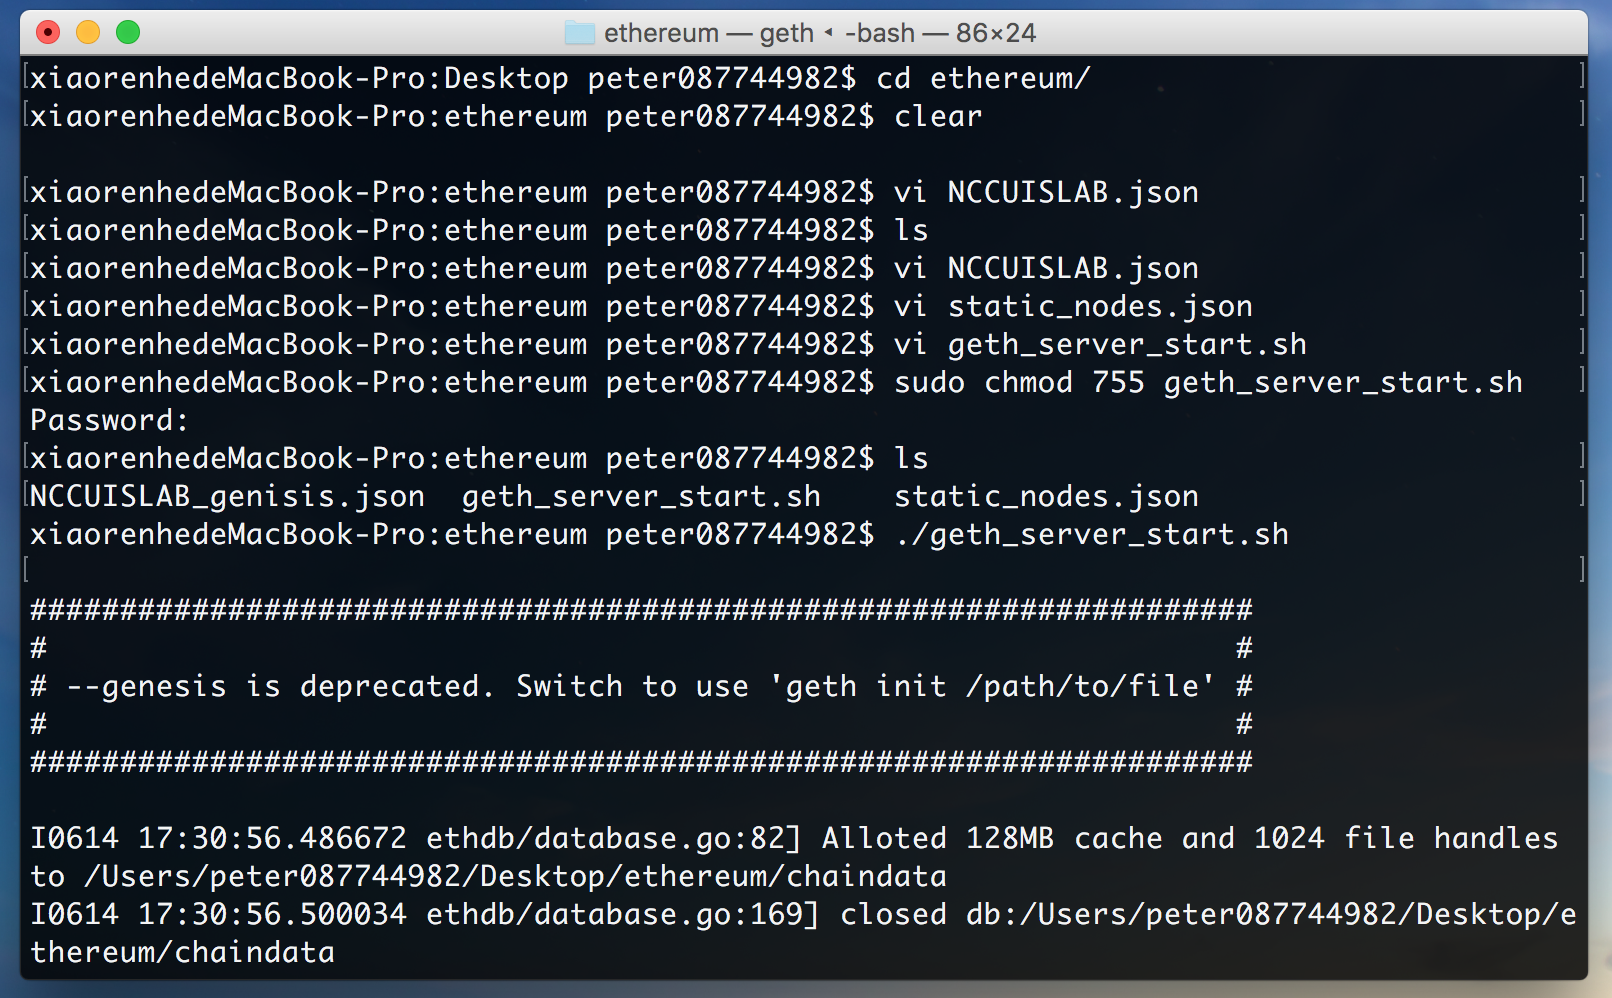 ethereum — geth ◂ -bash — 86×24
xiaorenhedeMacBook-Pro:Desktop peter087744982$ cd ethereum/
xiaorenhedeMacBook-Pro:ethereum peter087744982$ clear
xiaorenhedeMacBook-Pro:ethereum peter087744982$ vi NCCUISLAB.json
xiaorenhedeMacBook-Pro:ethereum peter087744982$ ls
xiaorenhedeMacBook-Pro:ethereum peter087744982$ vi NCCUISLAB.json
xiaorenhedeMacBook-Pro:ethereum peter087744982$ vi static_nodes.json
xiaorenhedeMacBook-Pro:ethereum peter087744982$ vi geth_server_start.sh
xiaorenhedeMacBook-Pro:ethereum peter087744982$ sudo chmod 755 geth_server_start.sh
Password:
xiaorenhedeMacBook-Pro:ethereum peter087744982$ ls
NCCUISLAB_genisis.json  geth_server_start.sh    static_nodes.json
xiaorenhedeMacBook-Pro:ethereum peter087744982$ ./geth_server_start.sh
####################################################################
#                                                                  #
# --genesis is deprecated. Switch to use 'geth init /path/to/file' #
#                                                                  #
####################################################################
I0614 17:30:56.486672 ethdb/database.go:82] Alloted 128MB cache and 1024 file handles
to /Users/peter087744982/Desktop/ethereum/chaindata
I0614 17:30:56.500034 ethdb/database.go:169] closed db:/Users/peter087744982/Desktop/e
thereum/chaindata